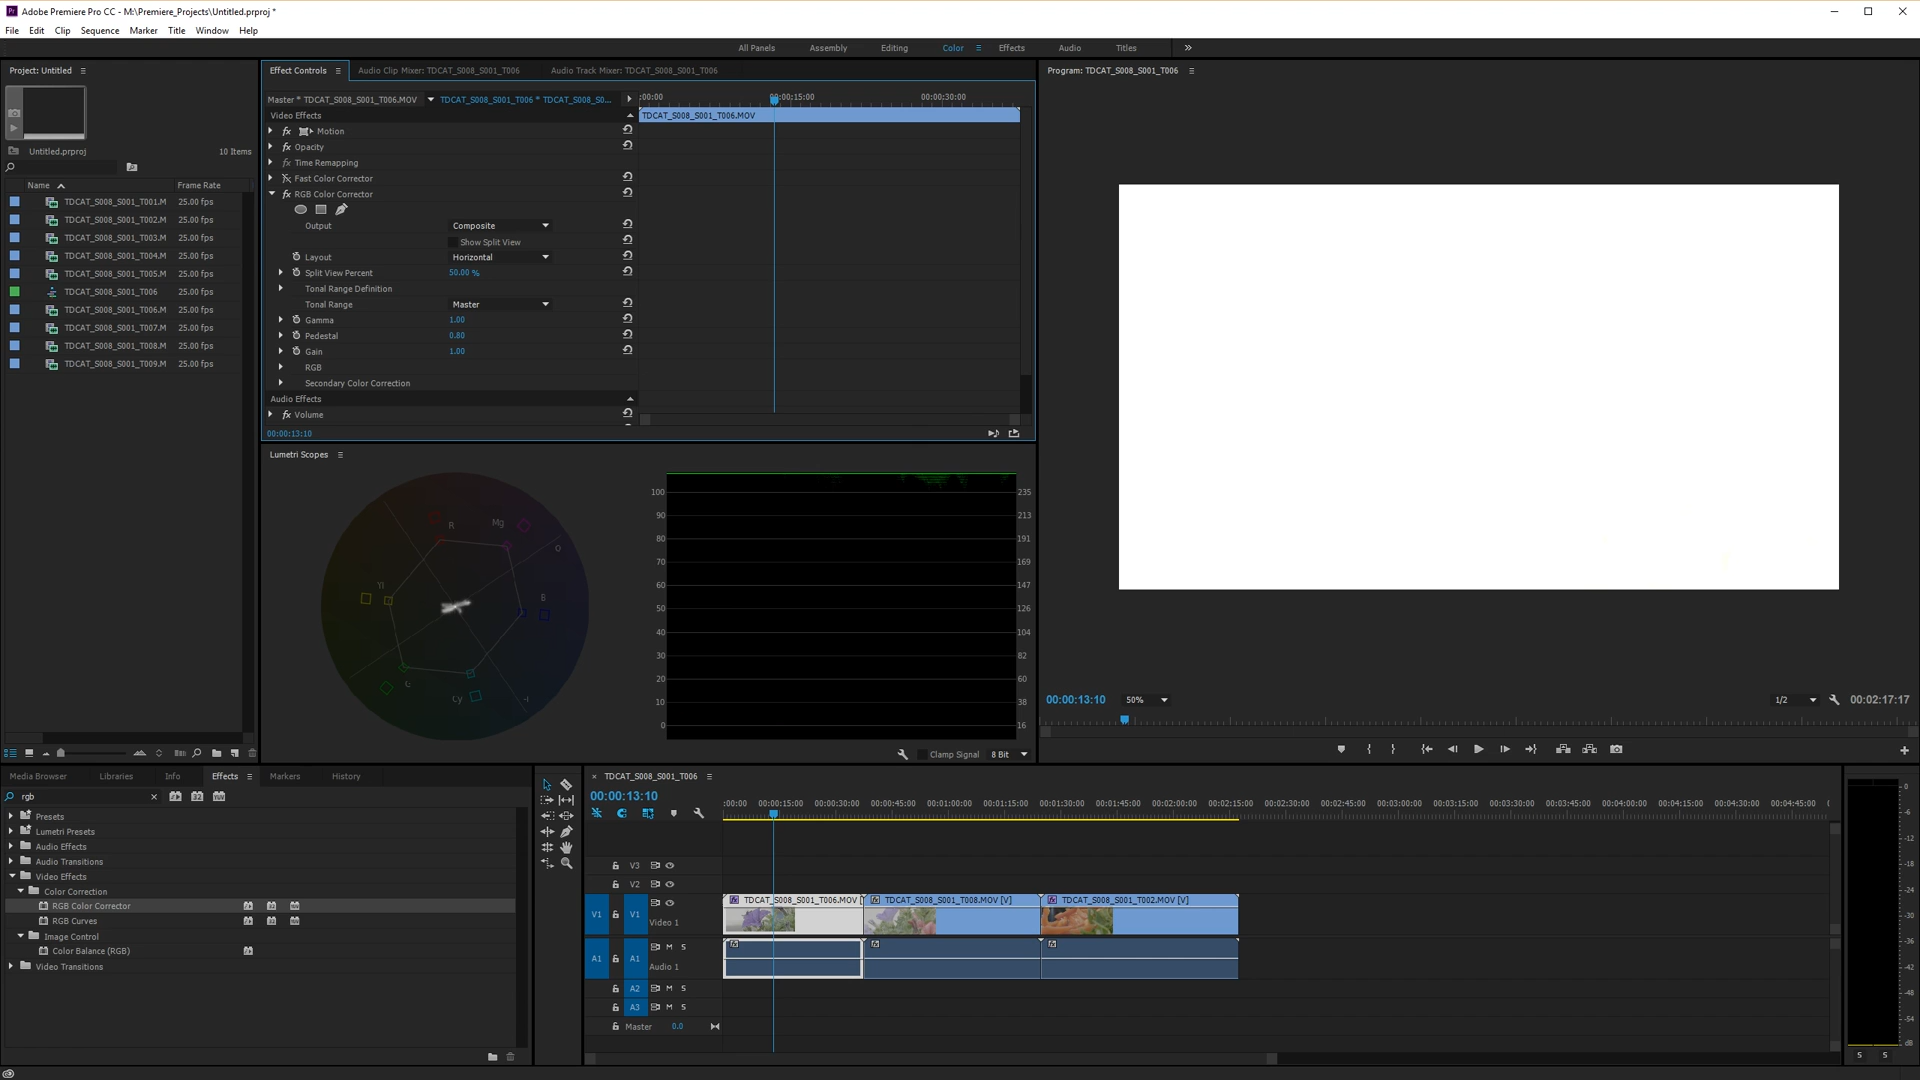 Adobe Premiere Pro CC - M:\Premiere_Projects\Untitled.prproj *
File Edit Clip Sequence Marker Title Window Help
All Panels Assembly Editing Color Effects Audio Titles
Project: Untitled
Untitled.prproj 10 Items
Name Frame Rate
TDCAT_S008_S001_T001.M 25.00 fps
TDCAT_S008_S001_T002.M 25.00 fps
TDCAT_S008_S001_T003.M 25.00 fps
TDCAT_S008_S001_T004.M 25.00 fps
TDCAT_S008_S001_T005.M 25.00 fps
TDCAT_S008_S001_T006 25.00 fps
TDCAT_S008_S001_T006.M 25.00 fps
TDCAT_S008_S001_T007.M 25.00 fps
TDCAT_S008_S001_T008.M 25.00 fps
TDCAT_S008_S001_T009.M 25.00 fps
Effect Controls Audio Clip Mixer: TDCAT_S008_S001_T006 Audio Track Mixer: TDCAT_S008_S001_T006
Master * TDCAT_S008_S001_T006.MOV TDCAT_S008_S001_T006 * TDCAT_S008_S0...
:00:00 00:00:15:00 00:00:30:00
TDCAT_S008_S001_T006.MOV
Video Effects
fx Motion
fx Opacity
fx Time Remapping
fx Fast Color Corrector
fx RGB Color Corrector
Output Composite
Show Split View
Layout Horizontal
Split View Percent 50.00 %
Tonal Range Definition
Tonal Range Master
Gamma 1.00
Pedestal 0.80
Gain 1.00
RGB
Secondary Color Correction
Audio Effects
fx Volume
00:00:13:10
Lumetri Scopes
R Mg Q
Yl B
G Cy -I
100 235
90 213
80 191
70 169
60 147
50 126
40 104
30 82
20 60
10 38
0 16
Clamp Signal 8 Bit
Program: TDCAT_S008_S001_T006
00:00:13:10 50% 1/2 00:02:17:17
Media Browser Libraries Info Effects Markers History
rgb
Presets
Lumetri Presets
Audio Effects
Audio Transitions
Video Effects
Color Correction
RGB Color Corrector
RGB Curves
Image Control
Color Balance (RGB)
Video Transitions
TDCAT_S008_S001_T006
00:00:13:10
:00:00 00:00:15:00 00:00:30:00 00:00:45:00 00:01:00:00 00:01:15:00 00:01:30:00 00:01:45:00 00:02:00:00 00:02:15:00 00:02:30:00 00:02:45:00 00:03:00:00 00:03:15:00 00:03:30:00 00:03:45:00 00:04:00:00 00:04:15:00 00:04:30:00 00:04:45:00
V3
V2
V1 V1 Video 1
TDCAT_S008_S001_T006.MOV [ TDCAT_S008_S001_T008.MOV [V] TDCAT_S008_S001_T002.MOV [V]
A1 A1 M S Audio 1
A2 M S
A3 M S
Master 0.0
0
-6
-12
-18
-24
-30
-36
-42
-48
-54
dB
S S